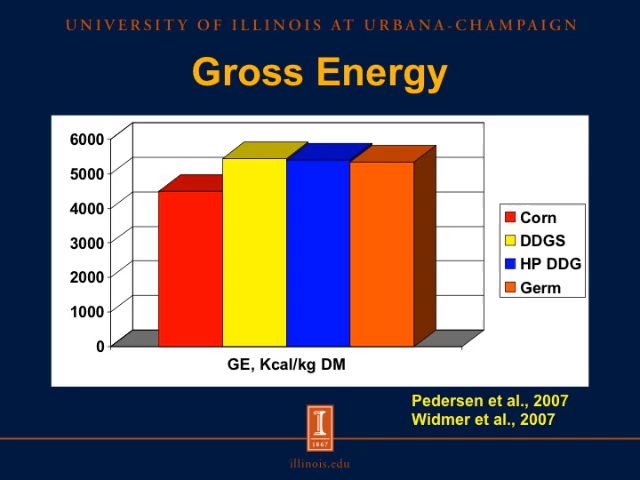 UNIVERSITY OF ILLINOIS AT URBANA-CHAMPAIGN
Gross Energy
6000
5000
4000
3000
2000
1000
0
GE, Kcal/kg DM
Corn
DDGS
HP DDG
Germ
Pedersen et al., 2007
Widmer et al., 2007
I
1867
illinois.edu